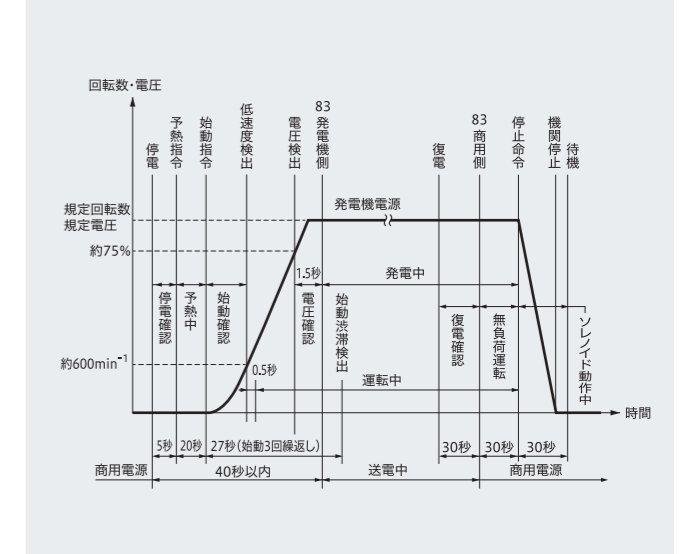 回転数・電圧
停電
予熱指令
始動指令
低速度検出
電圧検出
83発電機側
復電
83商用側
停止命令
機関停止
待機
規定回転数
規定電圧
発電機電源
約75%
1.5秒
発電中
停電確認
予熱中
始動確認
電圧確認
始動渋滞検出
復電確認
無負荷運転
ソレノイド動作中
約600min-1
0.5秒
運転中
時間
5秒
20秒
27秒(始動3回繰返し)
30秒
30秒
30秒
商用電源
40秒以内
送電中
商用電源